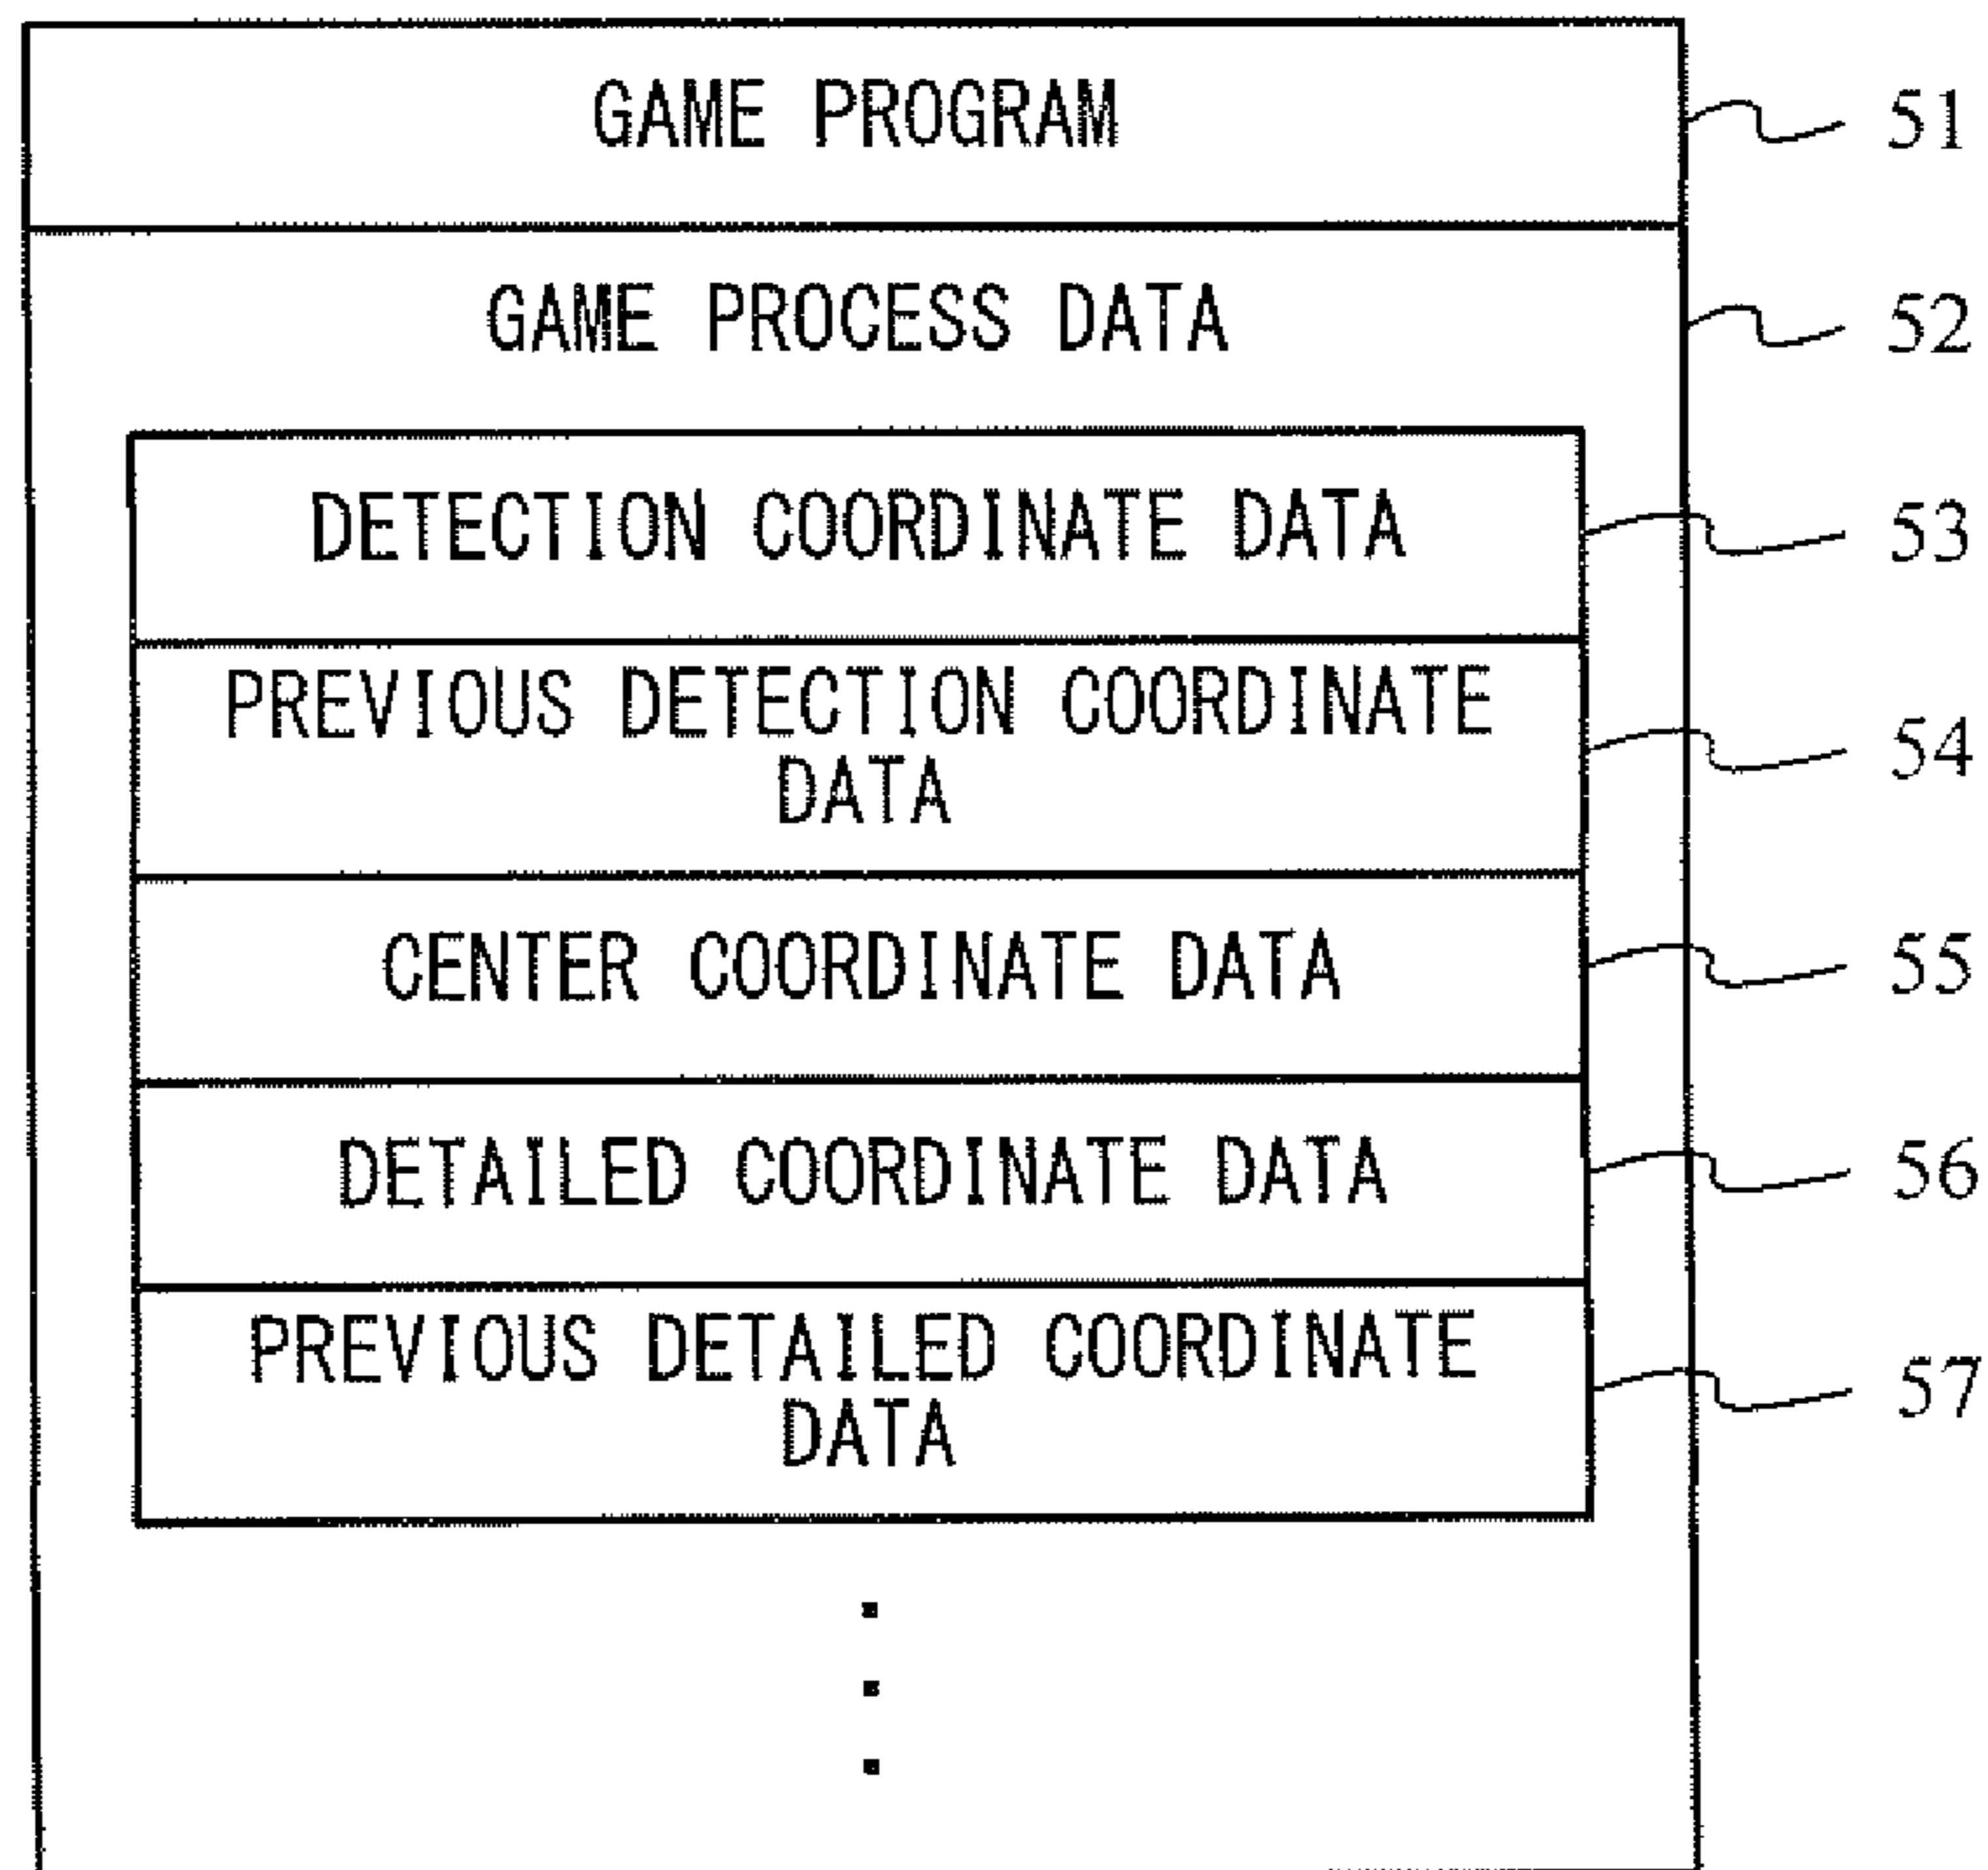 GAME PROGRAM 51
GAME PROCESS DATA 52
DETECTION COORDINATE DATA 53
PREVIOUS DETECTION COORDINATE
DATA 54
CENTER COORDINATE DATA 55
DETAILED COORDINATE DATA 56
PREVIOUS DETAILED COORDINATE
DATA 57